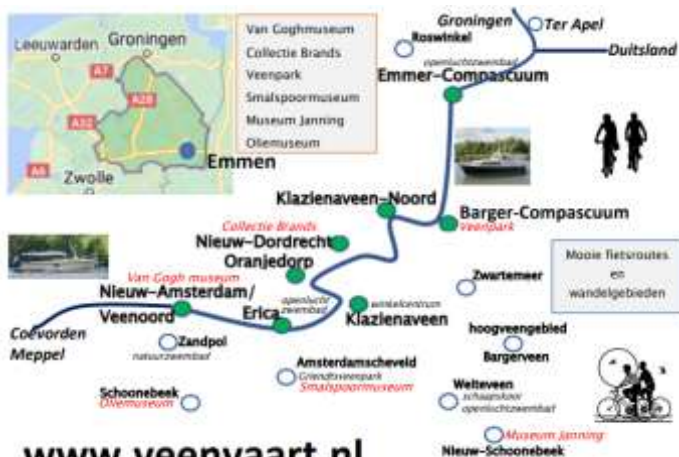 Leeuwarden
Groningen
A7
A28
A32
A6
Zwolle
Emmen
Van Goghmuseum
Collectie Brands
Veenpark
Smalspoormuseum
Museum Janning
Oliemuseum
Groningen
Ter Apel
Roswinkel
Duitsland
openluchtzwembad
Emmer-Compascuum
Klazienaveen-Noord
Barger-Compascuum
Veenpark
Collectie Brands
Nieuw-Dordrecht
Oranjedorp
Mooie fietsroutes
en
wandelgebieden
Zwartemeer
Van Gogh museum
Nieuw-Amsterdam/
Veenoord
openlucht
zwembad
Erica
winkelcentrum
Klazienaveen
Coevorden
Meppel
Zandpol
natuurzwembad
hoogveengebied
Bargerveen
Amsterdamscheveld
Griendtsveenpark
Smalspoormuseum
Schoonebeek
Oliemuseum
Weiteveen
schaapskooi
openluchtzwembad
Museum Janning
Nieuw-Schoonebeek
www.veenvaart.nl